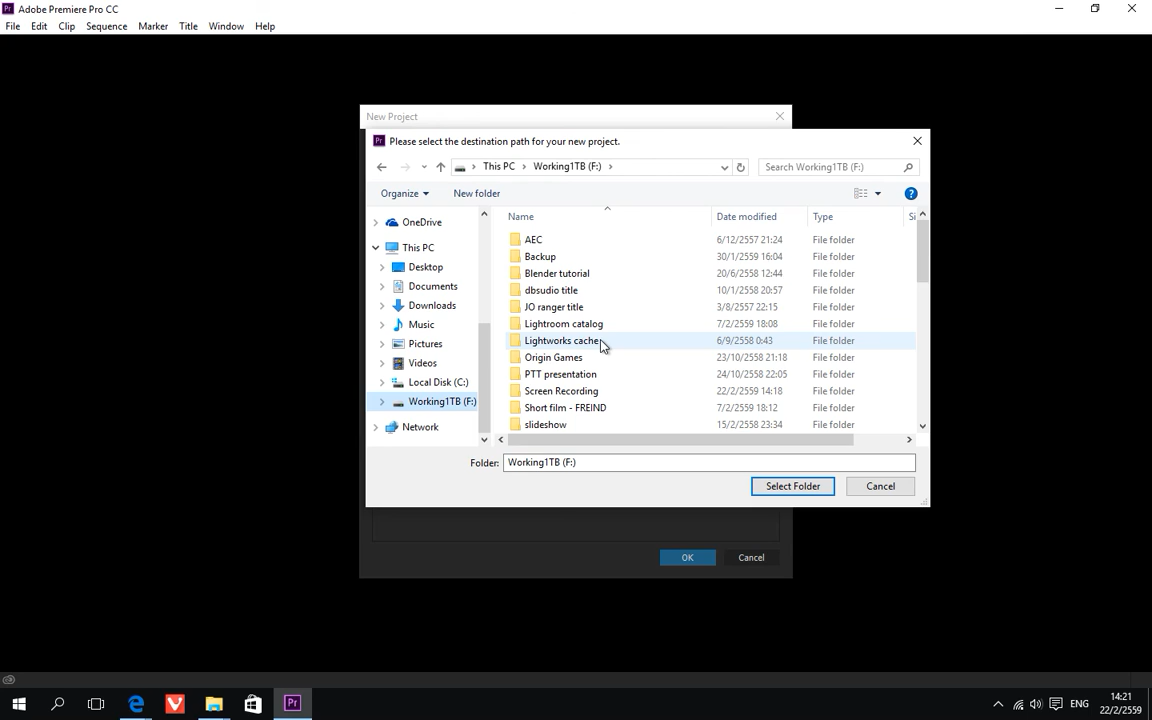 Adobe Premiere Pro CC
File Edit Clip Sequence Marker Title Window Help
New Project
Please select the destination path for your new project.
This PC Working1TB (F:)
Search Working1TB (F:)
Organize New folder
OneDrive
This PC
Desktop
Documents
Downloads
Music
Pictures
Videos
Local Disk (C:)
Working1TB (F:)
Network
Name Date modified Type Si
AEC 6/12/2557 21:24 File folder
Backup 30/1/2559 16:04 File folder
Blender tutorial 20/6/2558 12:44 File folder
dbsudio title 10/1/2558 20:57 File folder
JO ranger title 3/8/2557 22:15 File folder
Lightroom catalog 7/2/2559 18:08 File folder
Lightworks cache 6/9/2558 0:43 File folder
Origin Games 23/10/2558 21:18 File folder
PTT presentation 24/10/2558 22:05 File folder
Screen Recording 22/2/2559 14:18 File folder
Short film - FREIND 7/2/2559 18:12 File folder
slideshow 15/2/2558 23:34 File folder
Folder: Working1TB (F:)
Select Folder Cancel
OK Cancel
Pr
ENG
14:21
22/2/2559